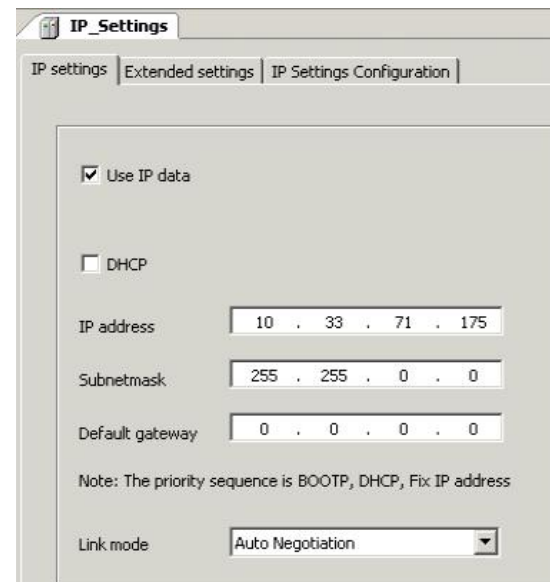 IP_Settings
IP settings Extended settings IP Settings Configuration
Use IP data
DHCP
IP address 10 . 33 . 71 . 175
Subnetmask 255 . 255 . 0 . 0
Default gateway 0 . 0 . 0 . 0
Note: The priority sequence is BOOTP, DHCP, Fix IP address
Link mode Auto Negotiation